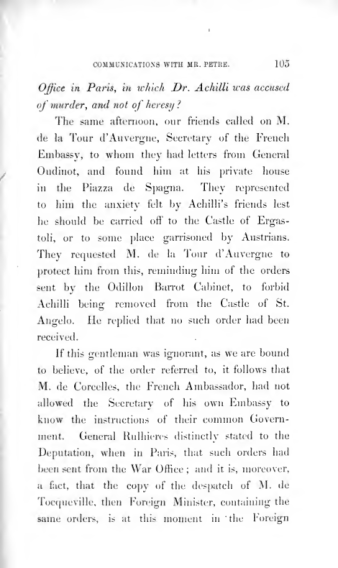 COMMUNICATIONS WITH MR. PETRE. 105
Office in Paris, in which Dr. Achilli was accused
of murder, and not of heresy?
The same afternoon, our friends called on M.
de la Tour d'Auvergne, Secretary of the French
Embassy, to whom they had letters from General
Oudinot, and found him at his private house
in the Piazza de Spagna. They represented
to him the anxiety felt by Achilli's friends lest
he should be carried off to the Castle of Ergas-
toli, or to some place garrisoned by Austrians.
They requested M. de la Tour d'Auvergne to
protect him from this, reminding him of the orders
sent by the Odillon Barrot Cabinet, to forbid
Achilli being removed from the Castle of St.
Angelo. He replied that no such order had been
received.
If this gentleman was ignorant, as we are bound
to believe, of the order referred to, it follows that
M. de Corcelles, the French Ambassador, had not
allowed the Secretary of his own Embassy to
know the instructions of their common Govern-
ment. General Rulhieres distinctly stated to the
Deputation, when in Paris, that such orders had
been sent from the War Office; and it is, moreover,
a fact, that the copy of the despatch of M. de
Tocqueville, then Foreign Minister, containing the
same orders, is at this moment in the Foreign